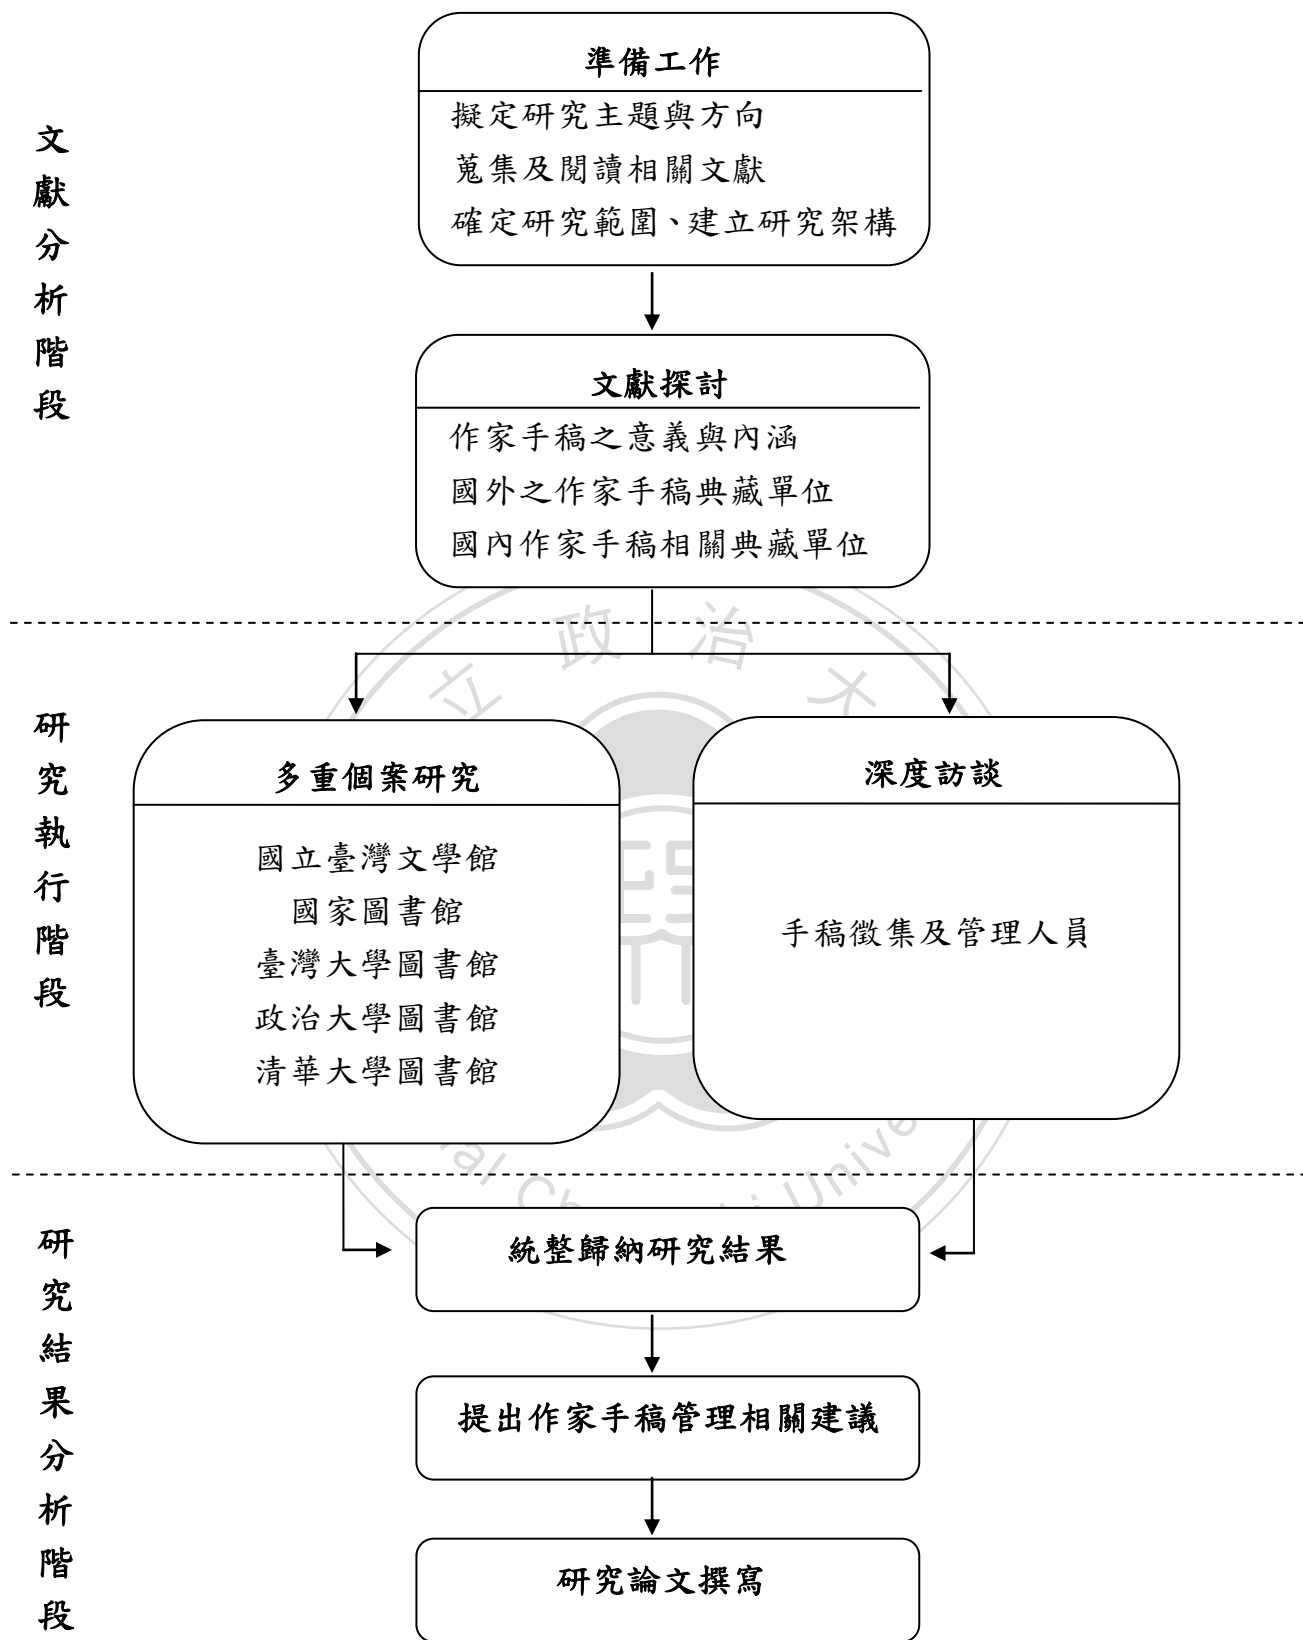 文獻分析階段
準備工作
擬定研究主題與方向
蒐集及閱讀相關文獻
確定研究範圍、建立研究架構
文獻探討
作家手稿之意義與內涵
國外之作家手稿典藏單位
國內作家手稿相關典藏單位
立政治大
研究執行階段
多重個案研究
國立臺灣文學館
國家圖書館
臺灣大學圖書館
政治大學圖書館
清華大學圖書館
深度訪談
手稿徵集及管理人員
研究結果分析階段
統整歸納研究結果
提出作家手稿管理相關建議
研究論文撰寫